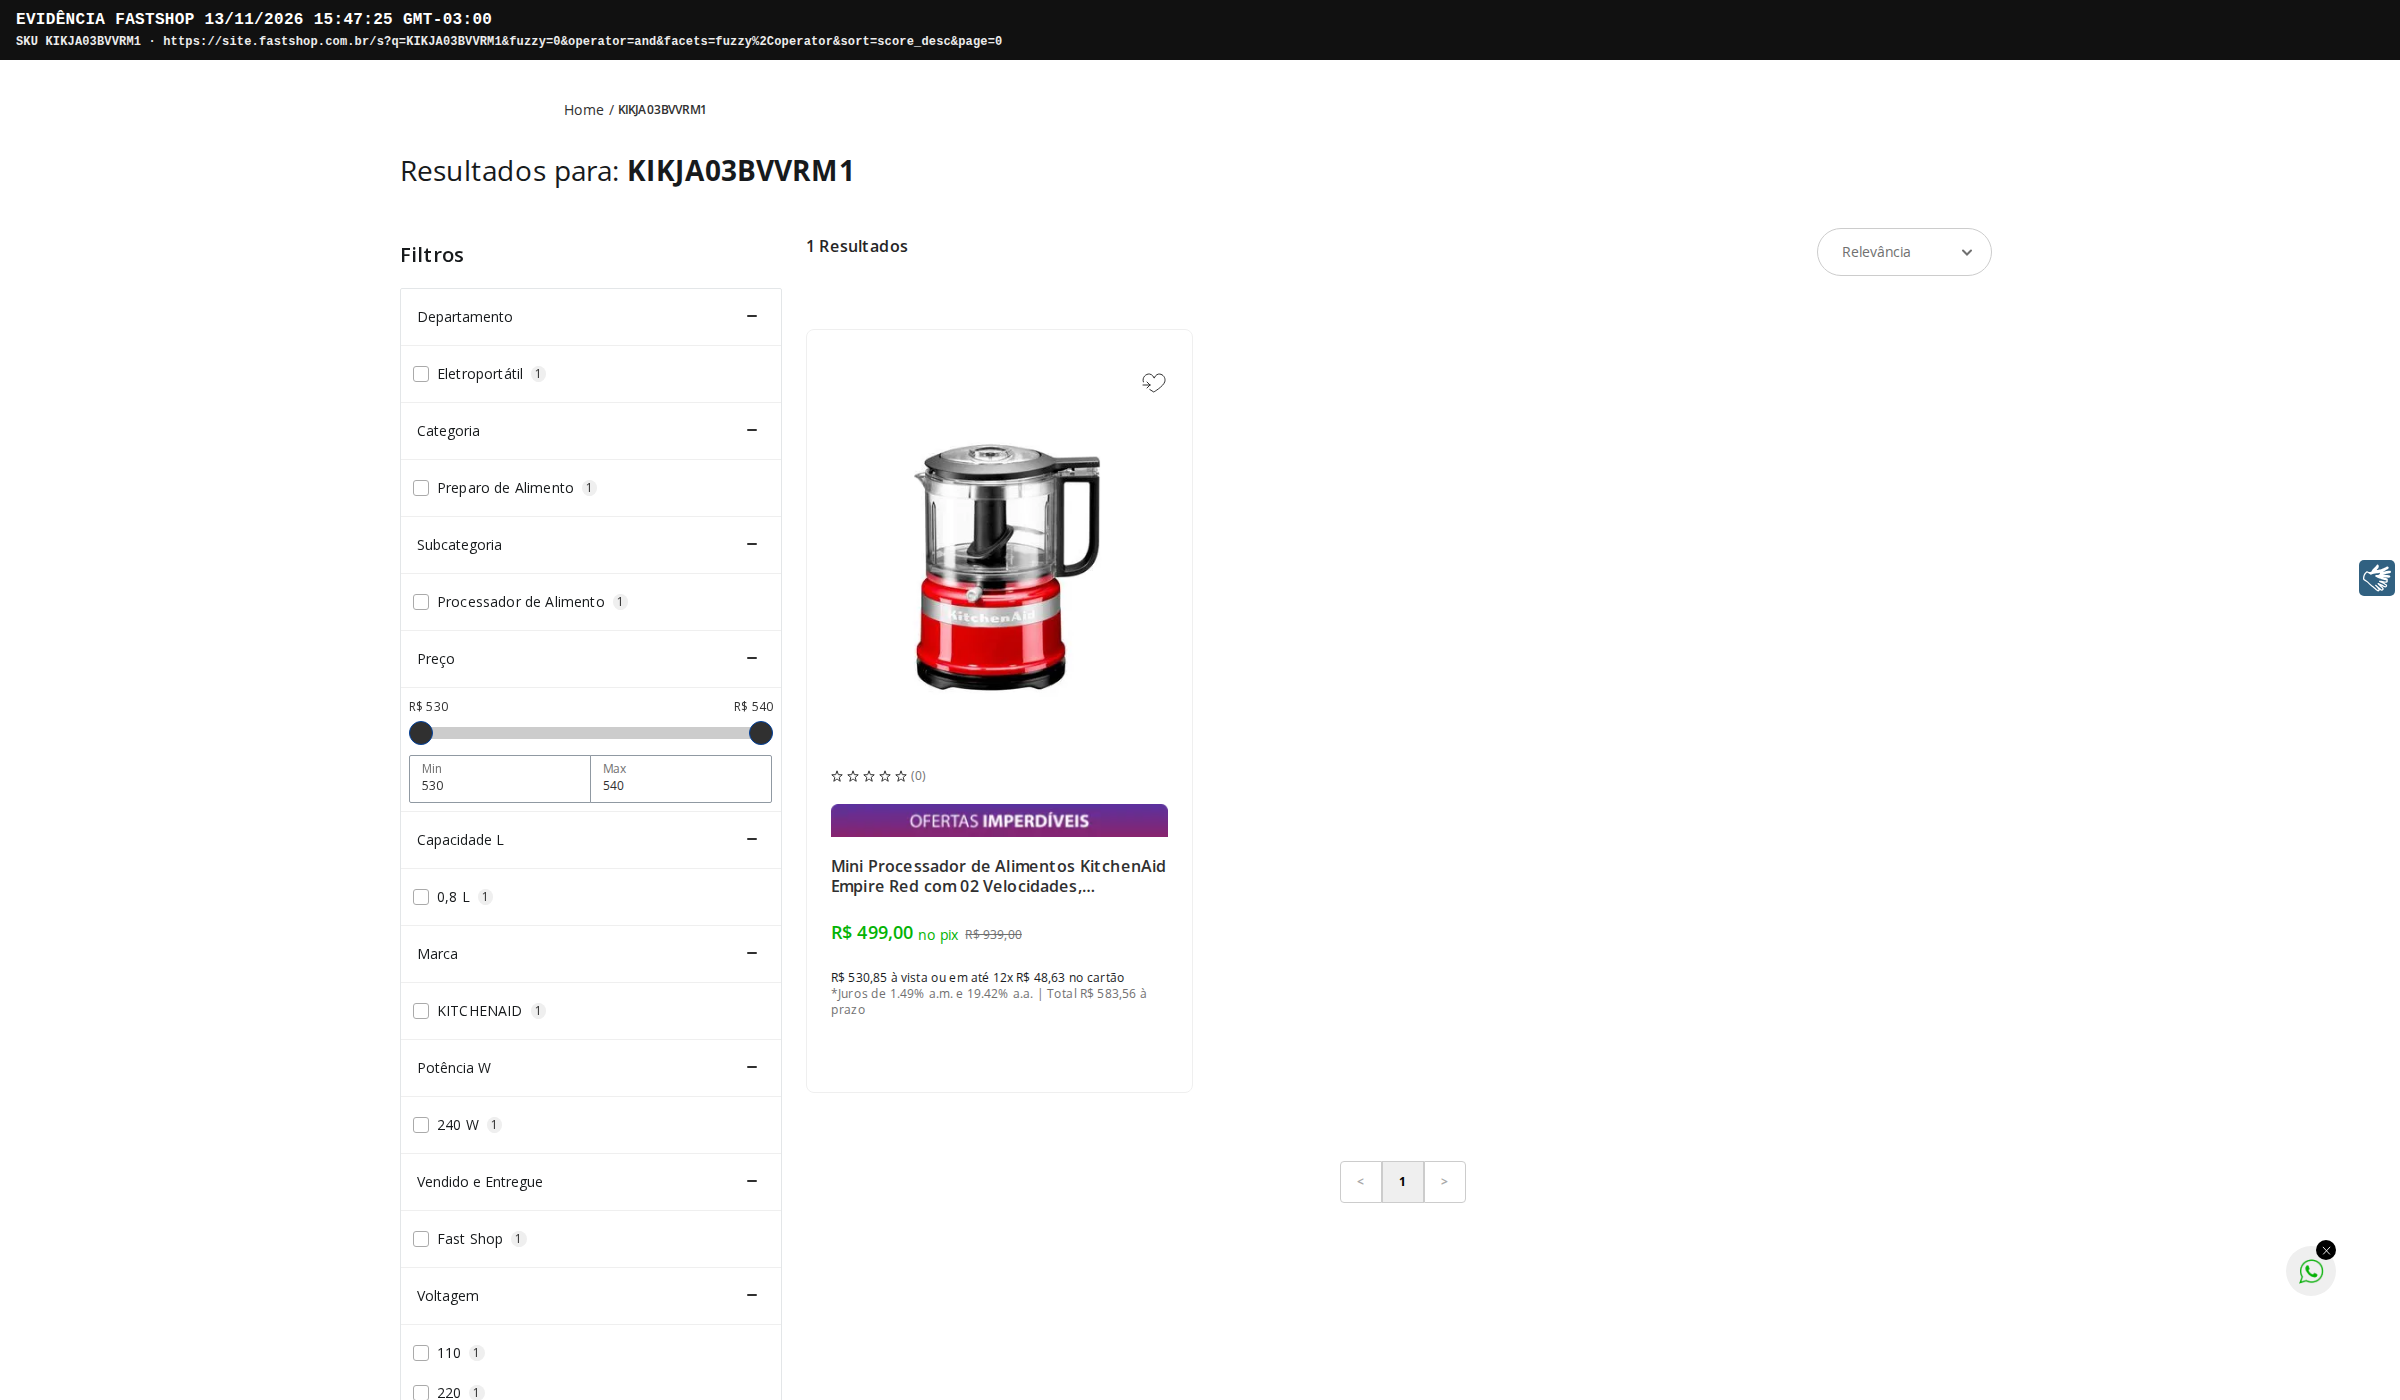 EVIDÊNCIA FASTSHOP 13/11/2026 15:47:25 GMT-03:00
SKU KIKJA03BVVRM1 · https://site.fastshop.com.br/s?q=KIKJA03BVVRM1&fuzzy=0&operator=and&facets=fuzzy%2Coperator&sort=score_desc&page=0
Home / KIKJA03BVVRM1
Resultados para: KIKJA03BVVRM1
Filtros
1 Resultados
Relevância
Departamento
Eletroportátil 1
Categoria
Preparo de Alimento 1
Subcategoria
Processador de Alimento 1
Preço
R$ 530
R$ 540
Min
530
Max
540
Capacidade L
0,8 L 1
Marca
KITCHENAID 1
Potência W
240 W 1
Vendido e Entregue
Fast Shop 1
Voltagem
110 1
220 1
KitchenAid
(0)
OFERTAS IMPERDÍVEIS
Mini Processador de Alimentos KitchenAid
Empire Red com 02 Velocidades,...
R$ 499,00 no pix R$ 939,00
R$ 530,85 à vista ou em até 12x R$ 48,63 no cartão
*Juros de 1.49% a.m. e 19.42% a.a. | Total R$ 583,56 à
prazo
< 1 >